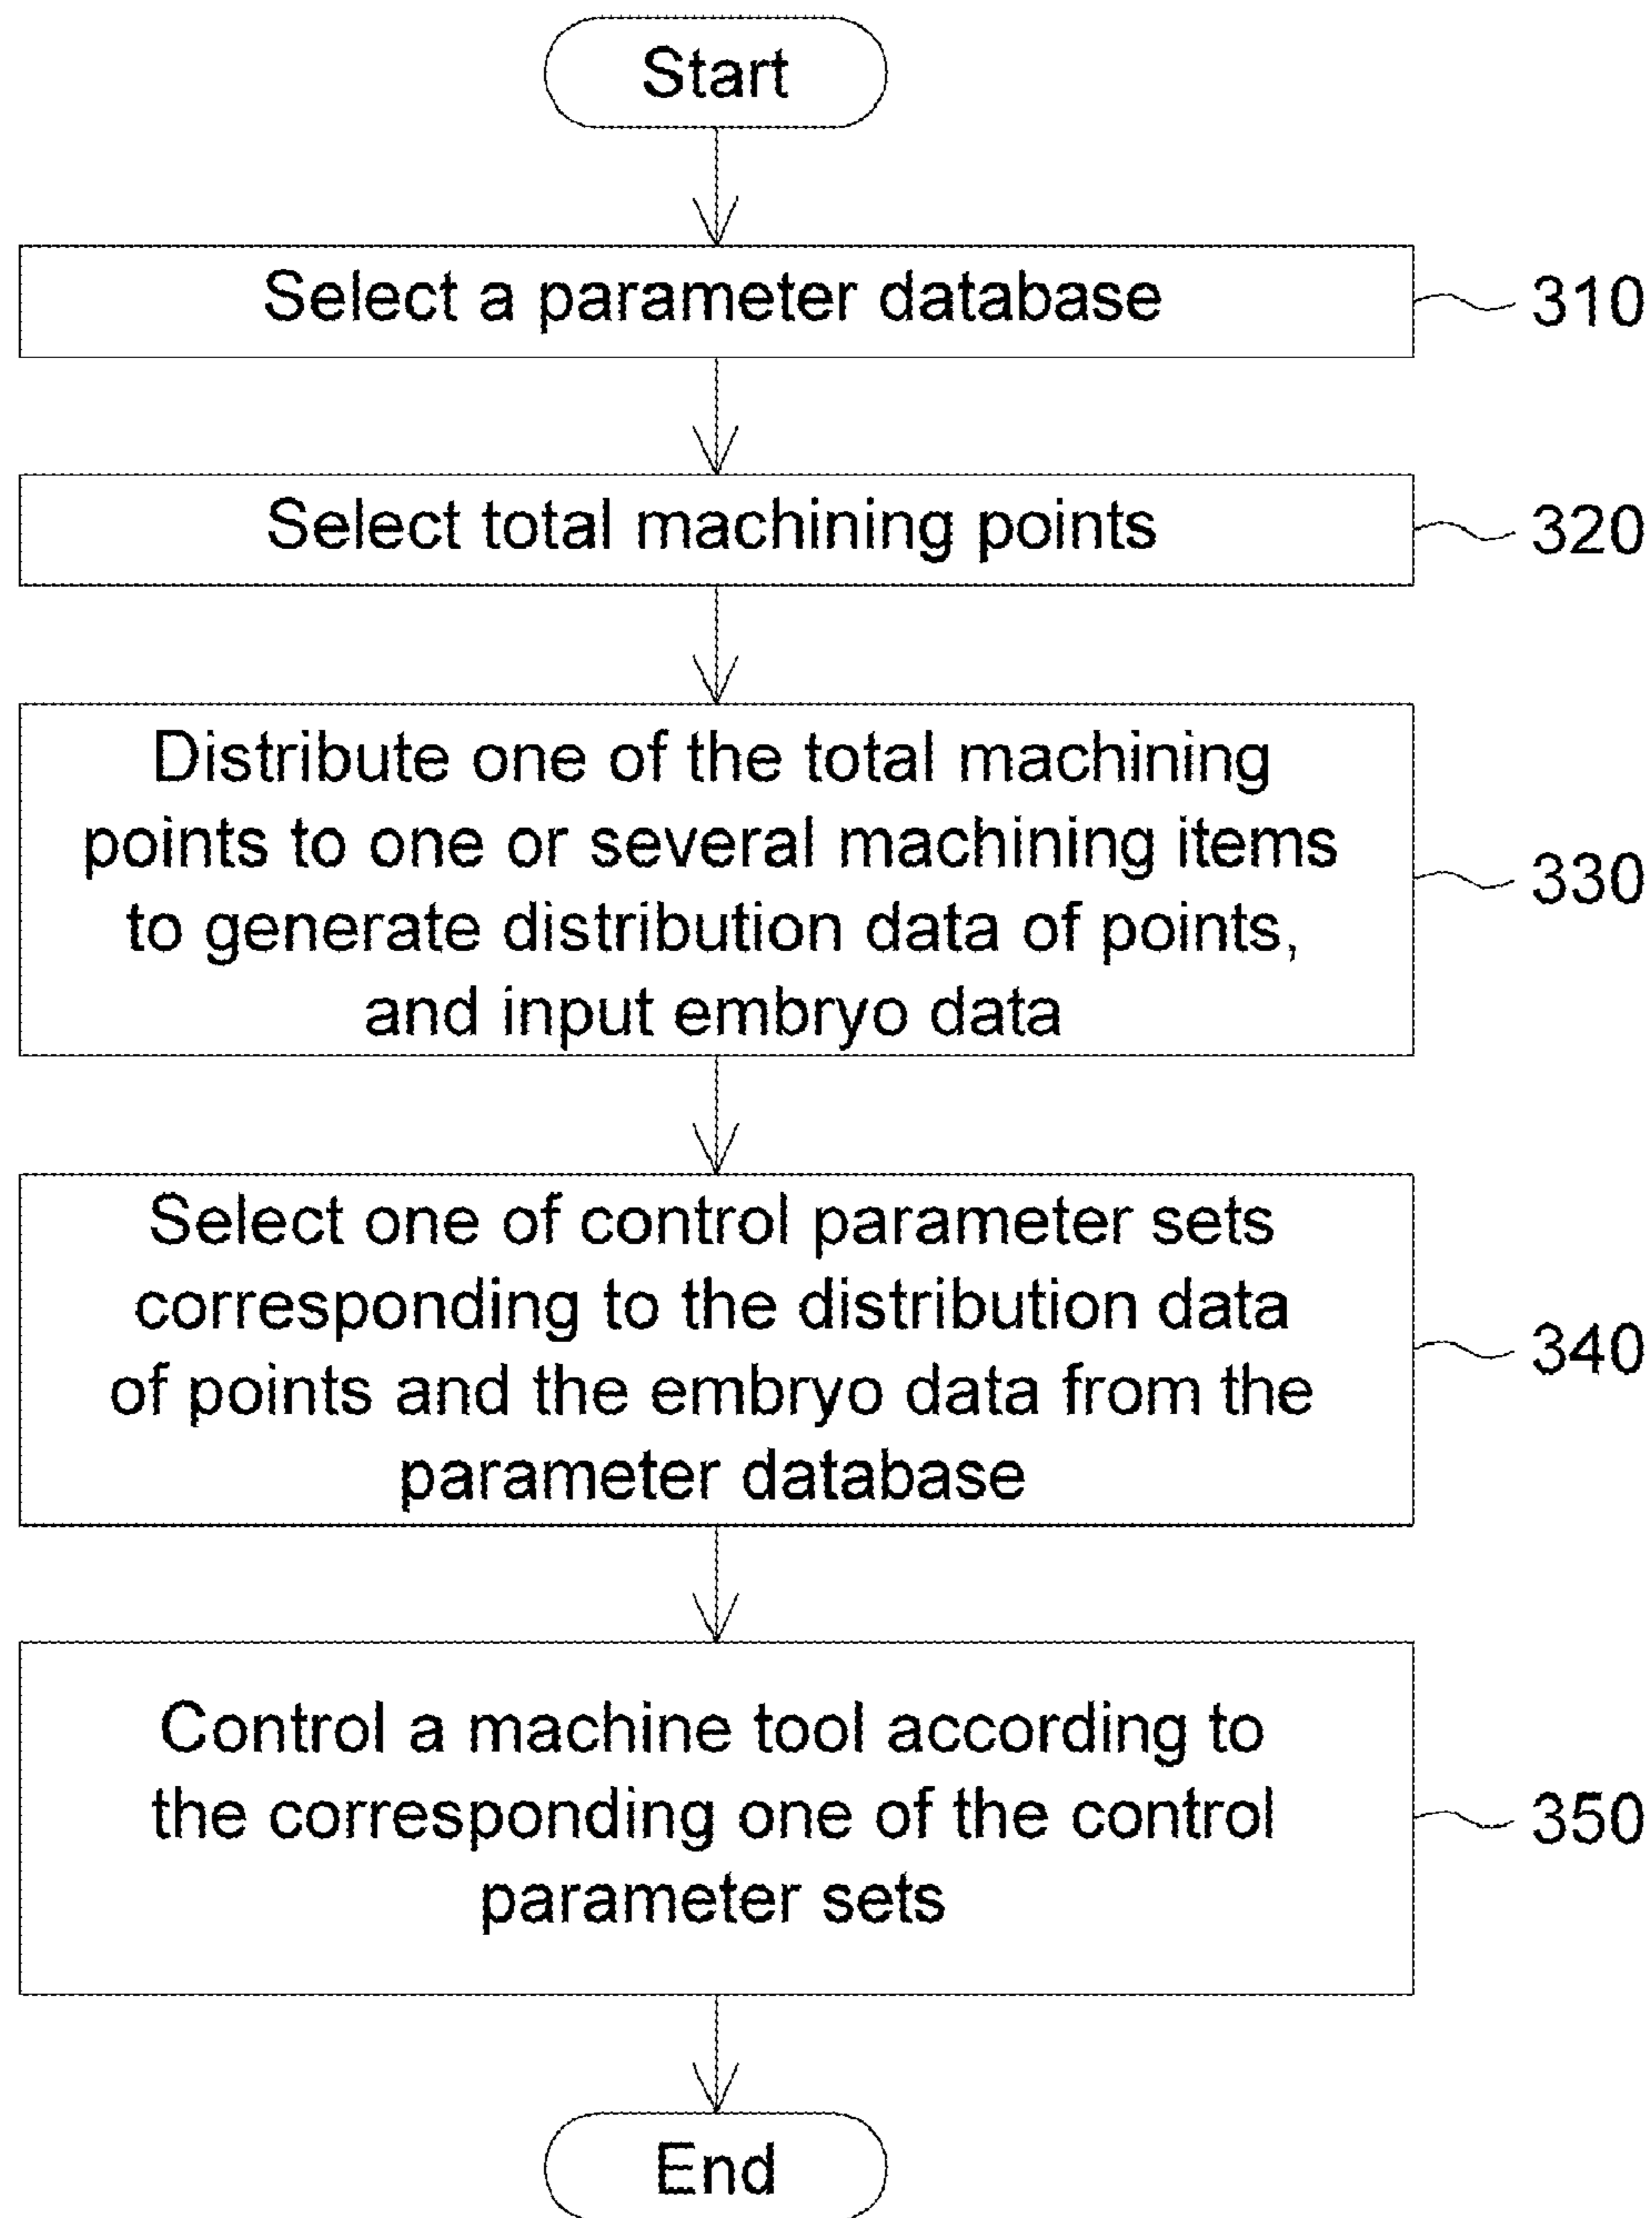 Start
Select a parameter database
310
Select total machining points
320
Distribute one of the total machining
points to one or several machining items
to generate distribution data of points,
and input embryo data
330
Select one of control parameter sets
corresponding to the distribution data
of points and the embryo data from the
parameter database
340
Control a machine tool according to
the corresponding one of the control
parameter sets
350
End